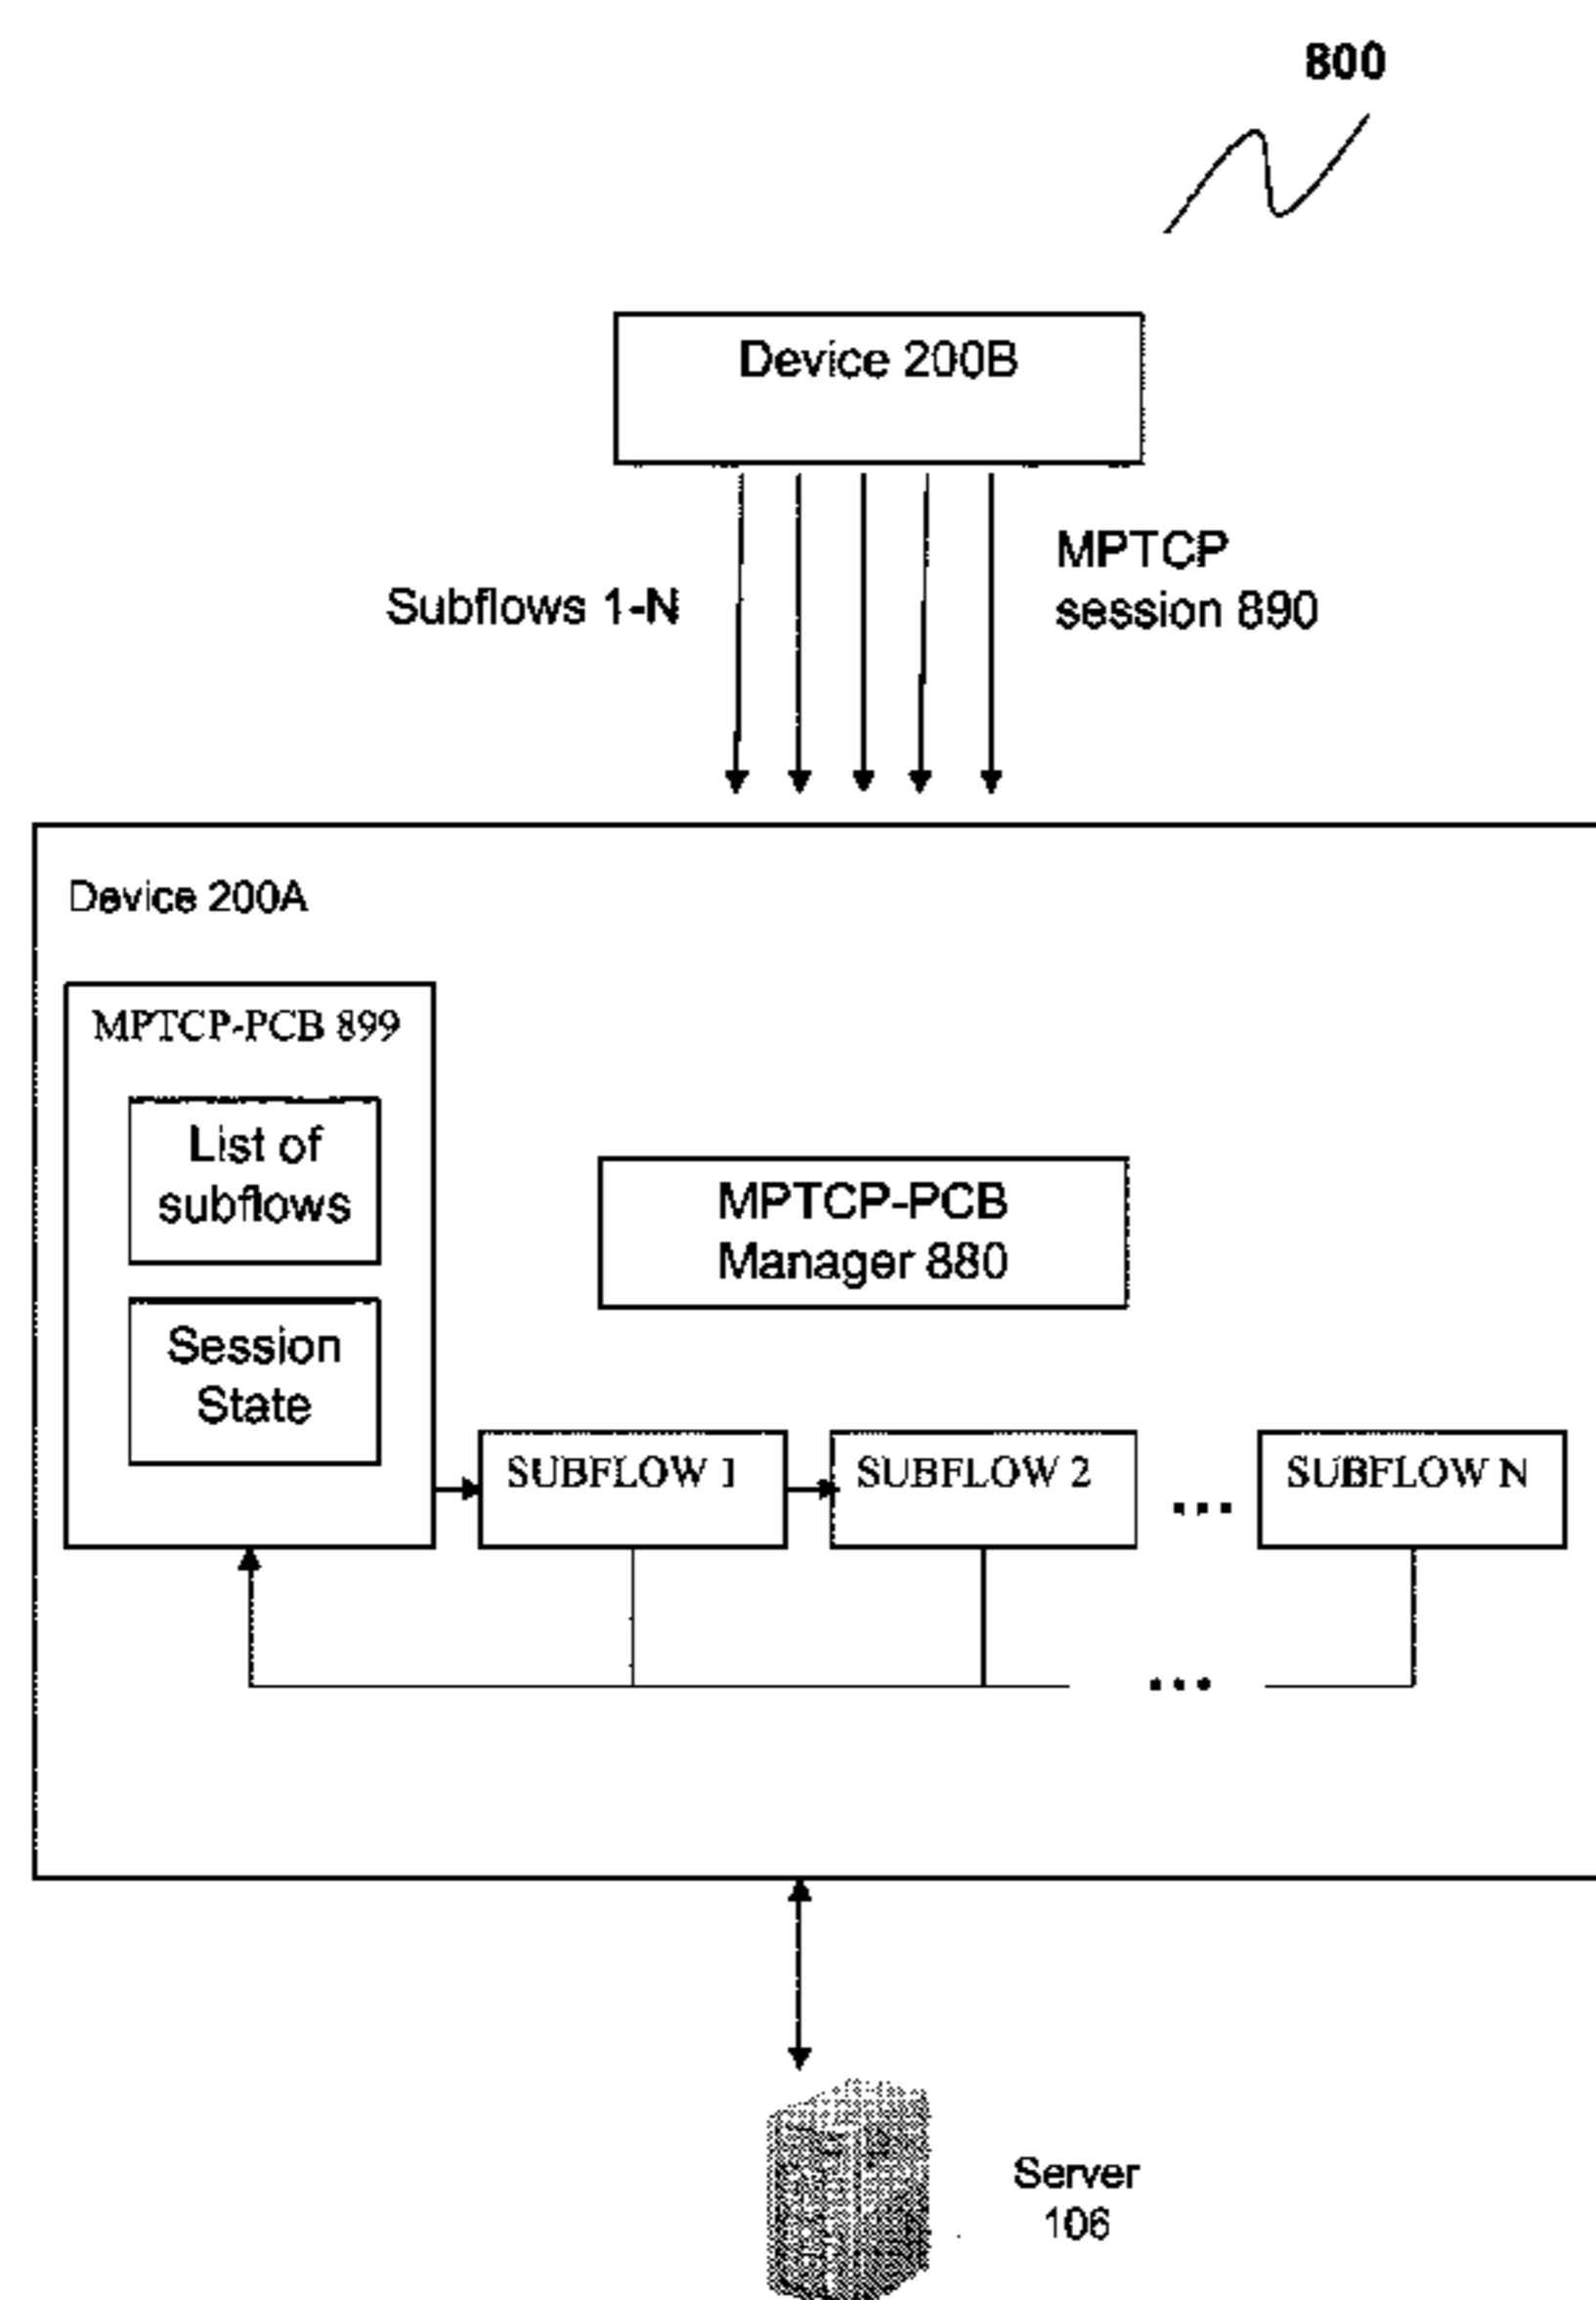 800
Device 200B
Subflows 1-N
MPTCP
session 890
Device 200A
MPTCP-PCB 899
List of
subflows
MPTCP-PCB
Manager 880
Session
State
SUBFLOW 1
SUBFLOW 2
...
SUBFLOW N
...
Server
106